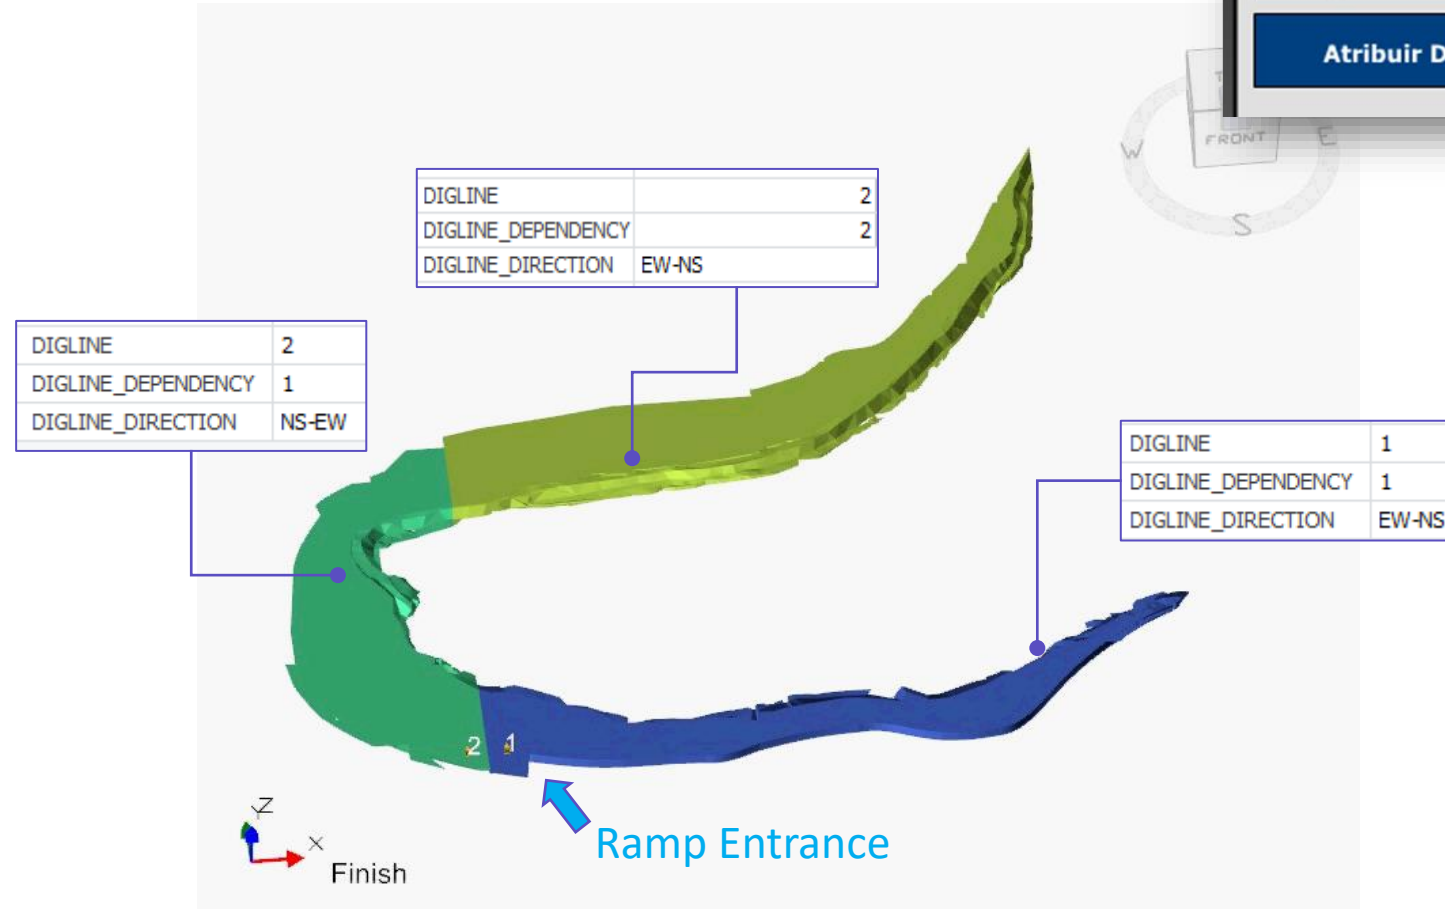 Atribuir D
FRONT
W
E
S
DIGLINE 2
DIGLINE_DEPENDENCY 2
DIGLINE_DIRECTION EW-NS
DIGLINE 2
DIGLINE_DEPENDENCY 1
DIGLINE_DIRECTION NS-EW
DIGLINE 1
DIGLINE_DEPENDENCY 1
DIGLINE_DIRECTION EW-NS
2 1
Z
X
Finish
Ramp Entrance